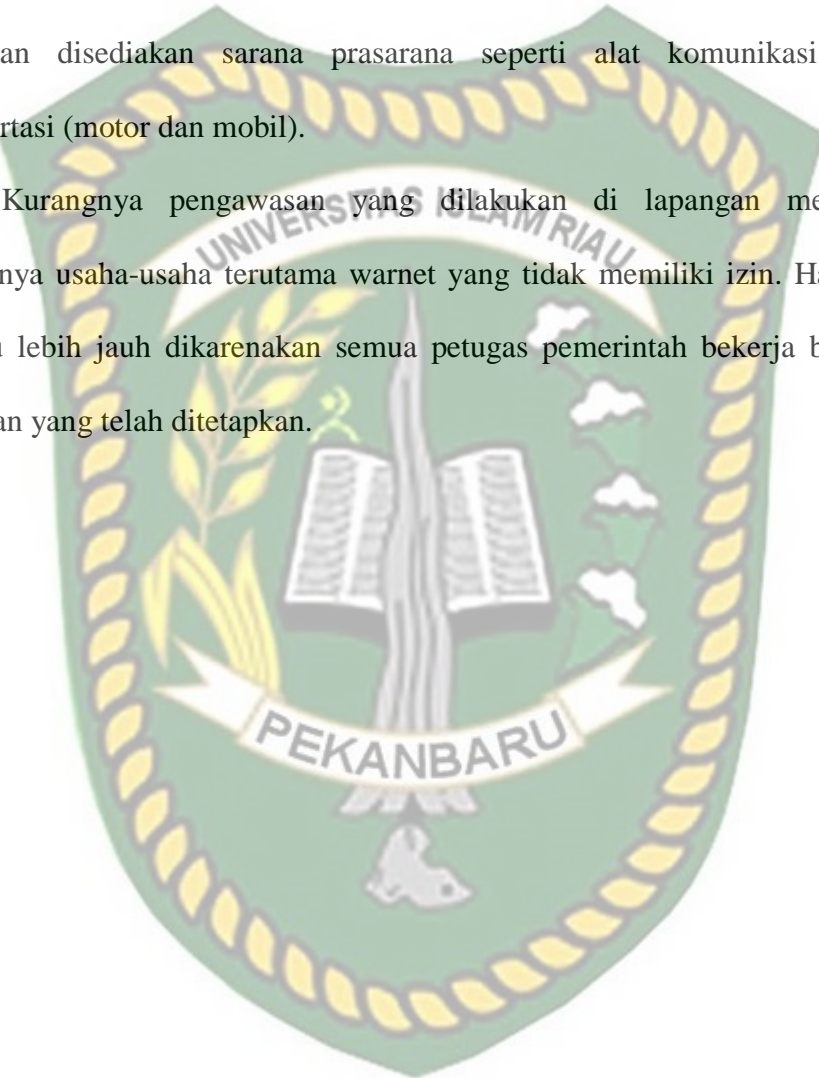 an disediakan sarana prasarana seperti alat komunikasi
rtasi (motor dan mobil).
Kurangnya pengawasan yang dilakukan di lapangan me
nya usaha-usaha terutama warnet yang tidak memiliki izin. Ha
u lebih jauh dikarenakan semua petugas pemerintah bekerja b
an yang telah ditetapkan.
UNIVERSITAS ISLAM RIAU
PEKANBARU